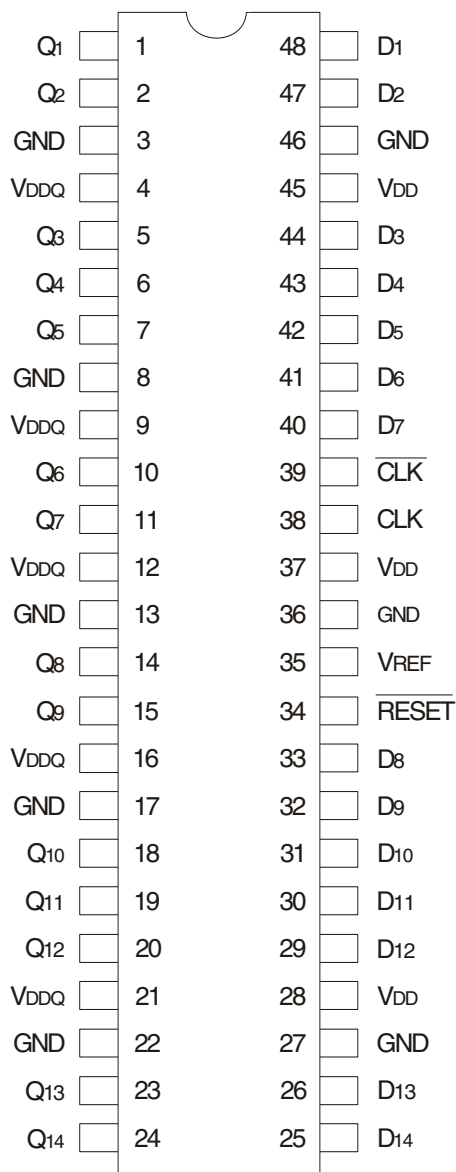 Q1 1 48 D1
Q2 2 47 D2
GND 3 46 GND
VDDQ 4 45 VDD
Q3 5 44 D3
Q4 6 43 D4
Q5 7 42 D5
GND 8 41 D6
VDDQ 9 40 D7
Q6 10 39 C̅L̅K̅
Q7 11 38 CLK
VDDQ 12 37 VDD
GND 13 36 GND
Q8 14 35 VREF
Q9 15 34 R̅E̅S̅E̅T̅
VDDQ 16 33 D8
GND 17 32 D9
Q10 18 31 D10
Q11 19 30 D11
Q12 20 29 D12
VDDQ 21 28 VDD
GND 22 27 GND
Q13 23 26 D13
Q14 24 25 D14